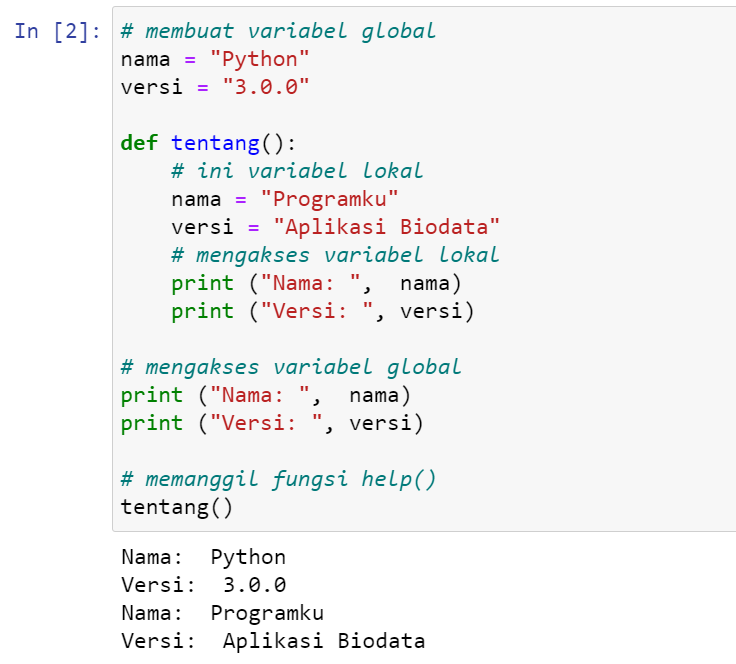 In [2]: # membuat variabel global
nama = "Python"
versi = "3.0.0"

def tentang():
    # ini variabel lokal
    nama = "Programku"
    versi = "Aplikasi Biodata"
    # mengakses variabel lokal
    print ("Nama: ",  nama)
    print ("Versi: ", versi)

# mengakses variabel global
print ("Nama: ",  nama)
print ("Versi: ", versi)

# memanggil fungsi help()
tentang()

Nama:  Python
Versi:  3.0.0
Nama:  Programku
Versi:  Aplikasi Biodata